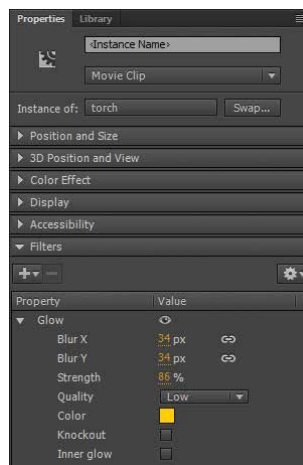 Properties Library
<Instance Name>
Movie Clip
Instance of: torch Swap...
Position and Size
3D Position and View
Color Effect
Display
Accessibility
Filters
Property Value
Glow
Blur X 34 px
Blur Y 34 px
Strength 86 %
Quality Low
Color
Knockout
Inner glow